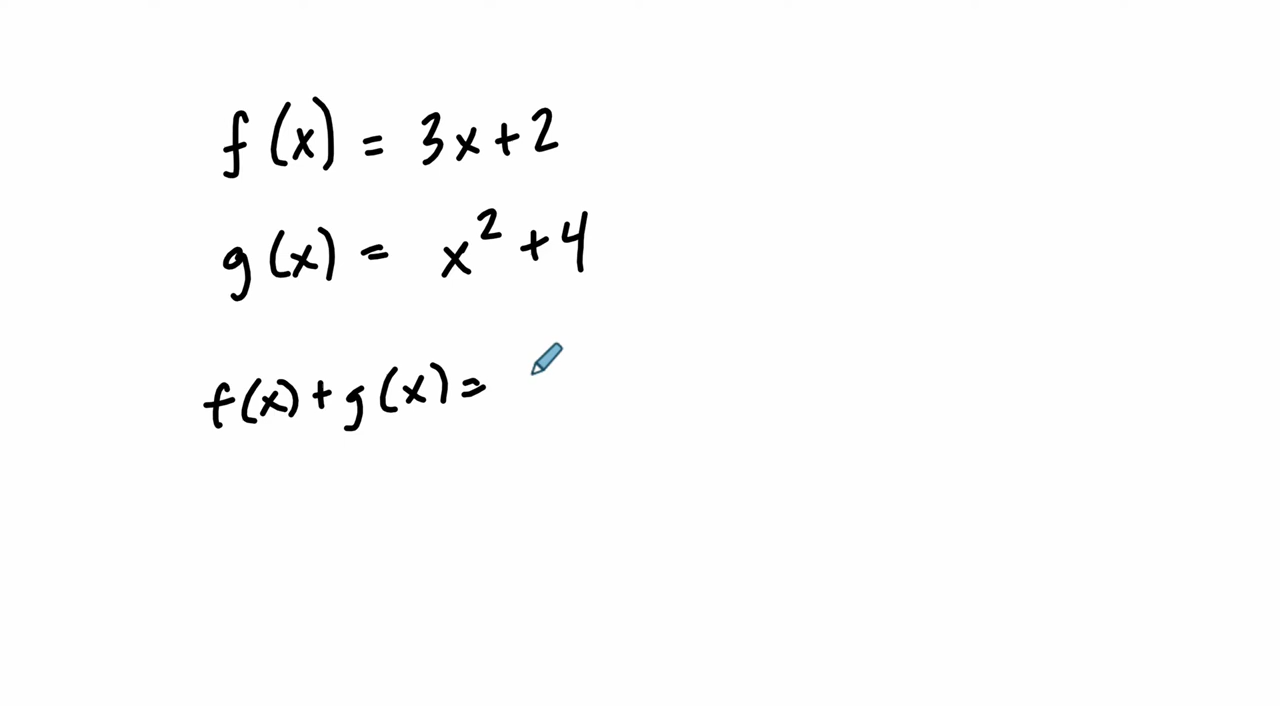 f(x) = 3x+2
g(x) = x² +4
f(x)+g(x)=